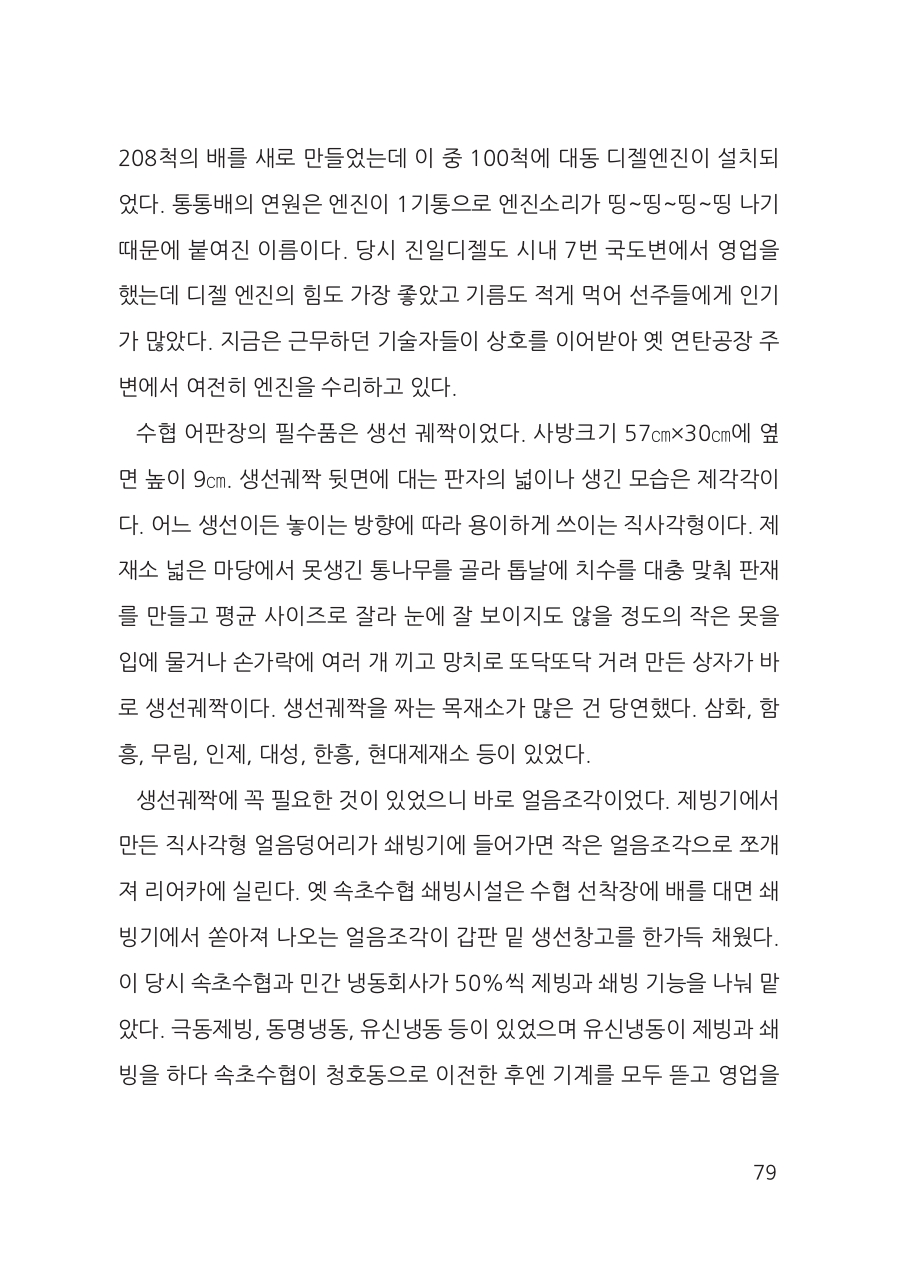 208척의 배를 새로 만들었는데 이 중 100척에 대동 디젤엔진이 설치되
었다. 통통배의 연원은 엔진이 1기통으로 엔진소리가 띵~띵~띵~띵 나기
때문에 붙여진 이름이다. 당시 진일디젤도 시내 7번 국도변에서 영업을
했는데 디젤 엔진의 힘도 가장 좋았고 기름도 적게 먹어 선주들에게 인기
가 많았다. 지금은 근무하던 기술자들이 상호를 이어받아 옛 연탄공장 주
변에서 여전히 엔진을 수리하고 있다.
수협 어판장의 필수품은 생선 궤짝이었다. 사방크기 57㎝×30㎝에 옆
면 높이 9㎝. 생선궤짝 뒷면에 대는 판자의 넓이나 생긴 모습은 제각각이
다. 어느 생선이든 놓이는 방향에 따라 용이하게 쓰이는 직사각형이다. 제
재소 넓은 마당에서 못생긴 통나무를 골라 톱날에 치수를 대충 맞춰 판재
를 만들고 평균 사이즈로 잘라 눈에 잘 보이지도 않을 정도의 작은 못을
입에 물거나 손가락에 여러 개 끼고 망치로 또닥또닥 거려 만든 상자가 바
로 생선궤짝이다. 생선궤짝을 짜는 목재소가 많은 건 당연했다. 삼화, 함
흥, 무림, 인제, 대성, 한흥, 현대제재소 등이 있었다.
생선궤짝에 꼭 필요한 것이 있었으니 바로 얼음조각이었다. 제빙기에서
만든 직사각형 얼음덩어리가 쇄빙기에 들어가면 작은 얼음조각으로 쪼개
져 리어카에 실린다. 옛 속초수협 쇄빙시설은 수협 선착장에 배를 대면 쇄
빙기에서 쏟아져 나오는 얼음조각이 갑판 밑 생선창고를 한가득 채웠다.
이 당시 속초수협과 민간 냉동회사가 50%씩 제빙과 쇄빙 기능을 나눠 맡
았다. 극동제빙, 동명냉동, 유신냉동 등이 있었으며 유신냉동이 제빙과 쇄
빙을 하다 속초수협이 청호동으로 이전한 후엔 기계를 모두 뜯고 영업을
79